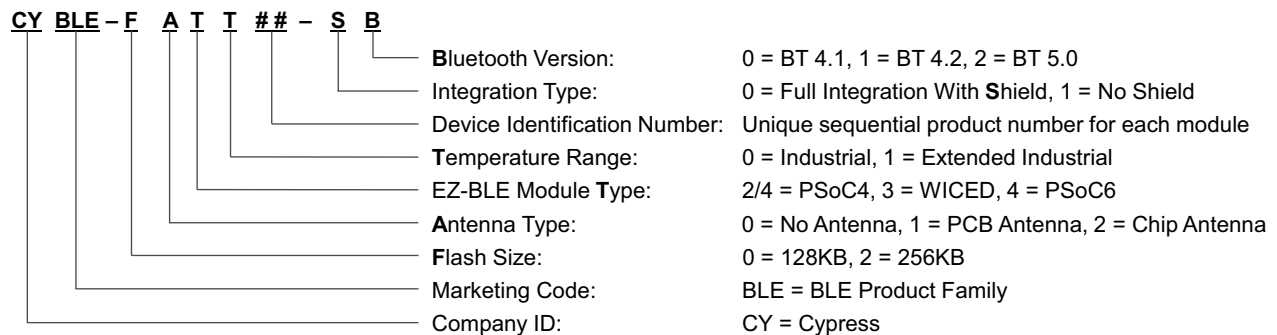 CY BLE – F A T T ## – S B
Bluetooth Version: 0 = BT 4.1, 1 = BT 4.2, 2 = BT 5.0
Integration Type: 0 = Full Integration With Shield, 1 = No Shield
Device Identification Number: Unique sequential product number for each module
Temperature Range: 0 = Industrial, 1 = Extended Industrial
EZ-BLE Module Type: 2/4 = PSoC4, 3 = WICED, 4 = PSoC6
Antenna Type: 0 = No Antenna, 1 = PCB Antenna, 2 = Chip Antenna
Flash Size: 0 = 128KB, 2 = 256KB
Marketing Code: BLE = BLE Product Family
Company ID: CY = Cypress